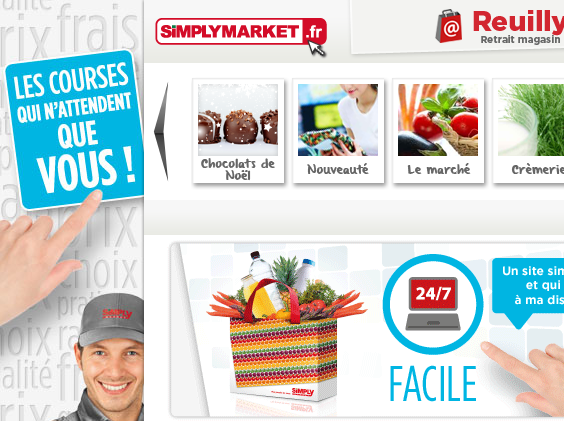 SiMPLYMARKET.fr
@ Reuilly
Retrait magasin
LES COURSES
QUI N'ATTENDENT
QUE
VOUS !
Chocolats de
Noël
Nouveauté
Le marché
Crèmerie
24/7
FACILE
Un site sim
et qui
à ma dis
SiMPLY
SiMPLY
frais
prix
choix